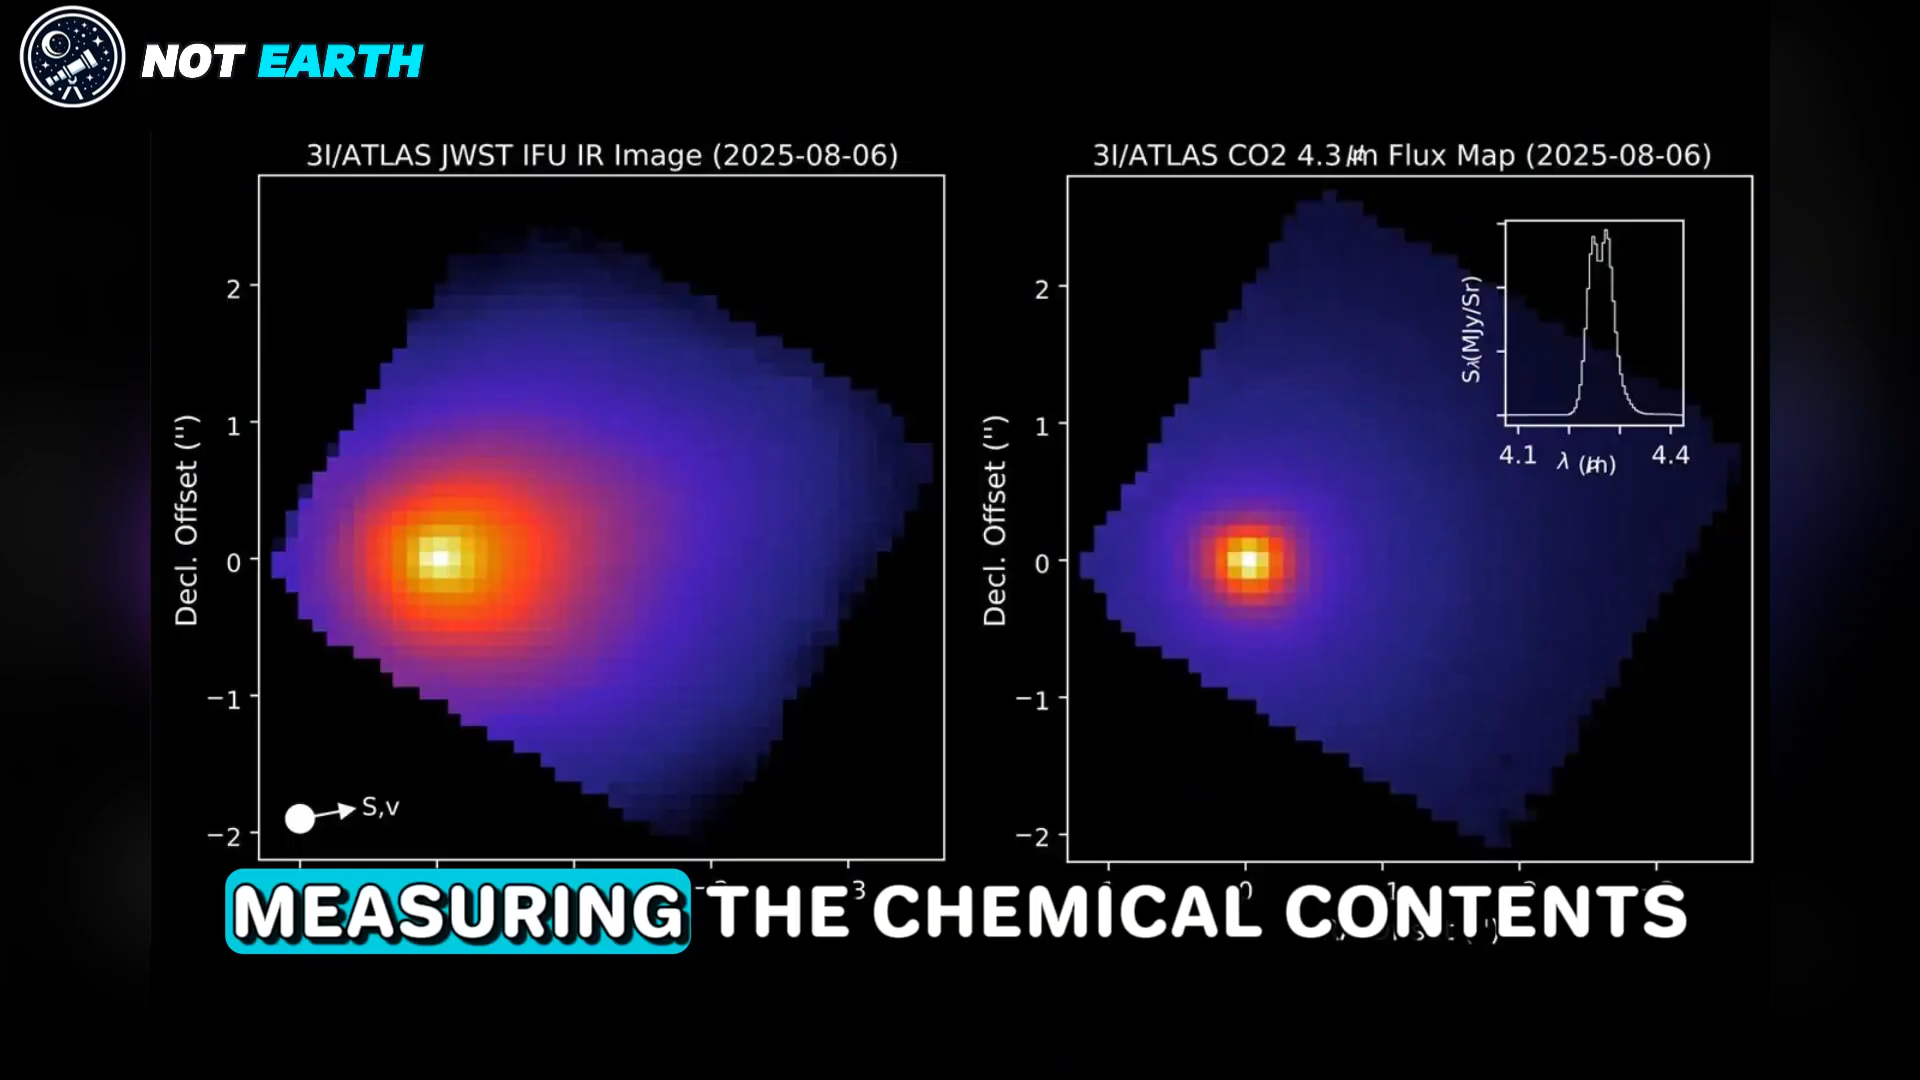 NOT EARTH
3I/ATLAS JWST IFU IR Image (2025-08-06)
Decl. Offset (")
2
1
0
−1
−2
S,v
3
3I/ATLAS CO2 4.3μm Flux Map (2025-08-06)
Decl. Offset (")
2
1
0
−1
−2
Sλ(MJy/Sr)
4.1
λ (μm)
4.4
MEASURING THE CHEMICAL CONTENTS